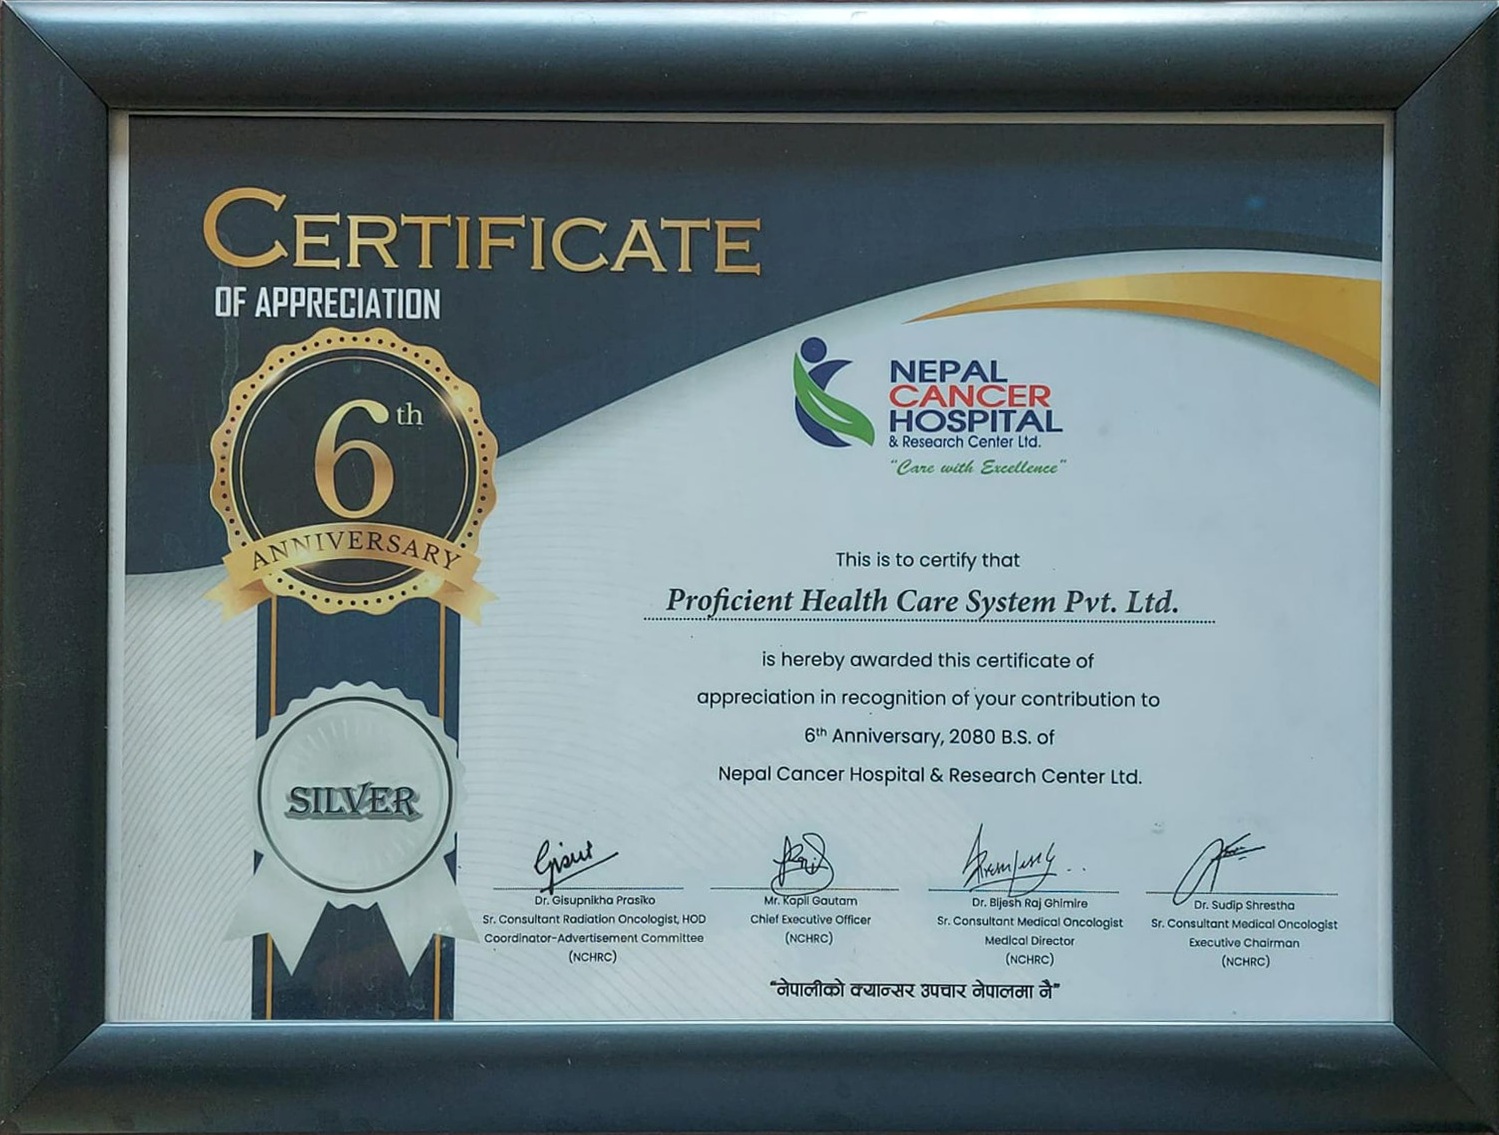 CERTIFICATE
OF APPRECIATION
6th
ANNIVERSARY
SILVER
NEPAL
CANCER
HOSPITAL
& Research Center Ltd.
"Care with Excellence"
This is to certify that
Proficient Health Care System Pvt. Ltd.
is hereby awarded this certificate of
appreciation in recognition of your contribution to
6th Anniversary, 2080 B.S. of
Nepal Cancer Hospital & Research Center Ltd.
Dr. Gisupnikha Prasiko
Sr. Consultant Radiation Oncologist, HOD
Coordinator-Advertisement Committee
(NCHRC)
Mr. Kapil Gautam
Chief Executive Officer
(NCHRC)
Dr. Bijesh Raj Ghimire
Sr. Consultant Medical Oncologist
Medical Director
(NCHRC)
Dr. Sudip Shrestha
Sr. Consultant Medical Oncologist
Executive Chairman
(NCHRC)
"नेपालीको क्यान्सर उपचार नेपालमा नै"